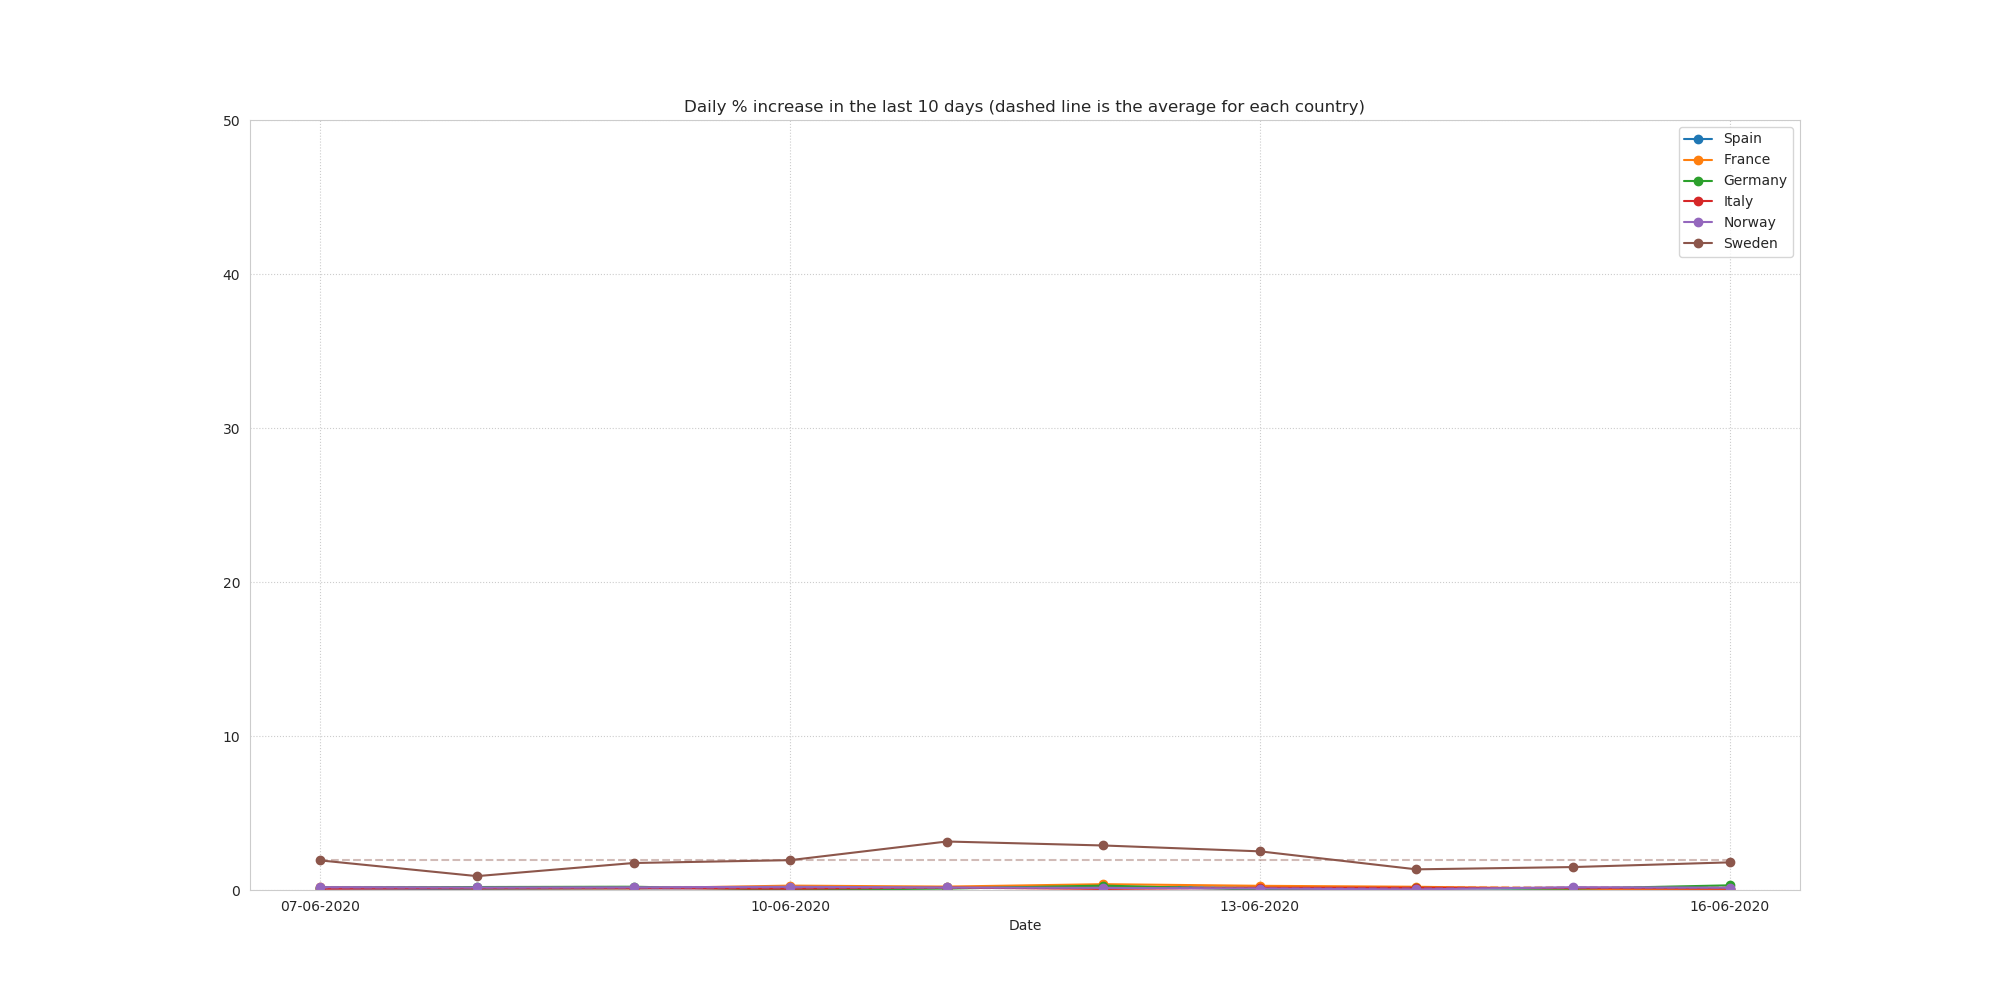 Daily % increase in the last 10 days (dashed line is the average for each country)
50
40
30
20
10
0
Spain
France
Germany
Italy
Norway
Sweden
07-06-2020 10-06-2020 13-06-2020 16-06-2020
Date